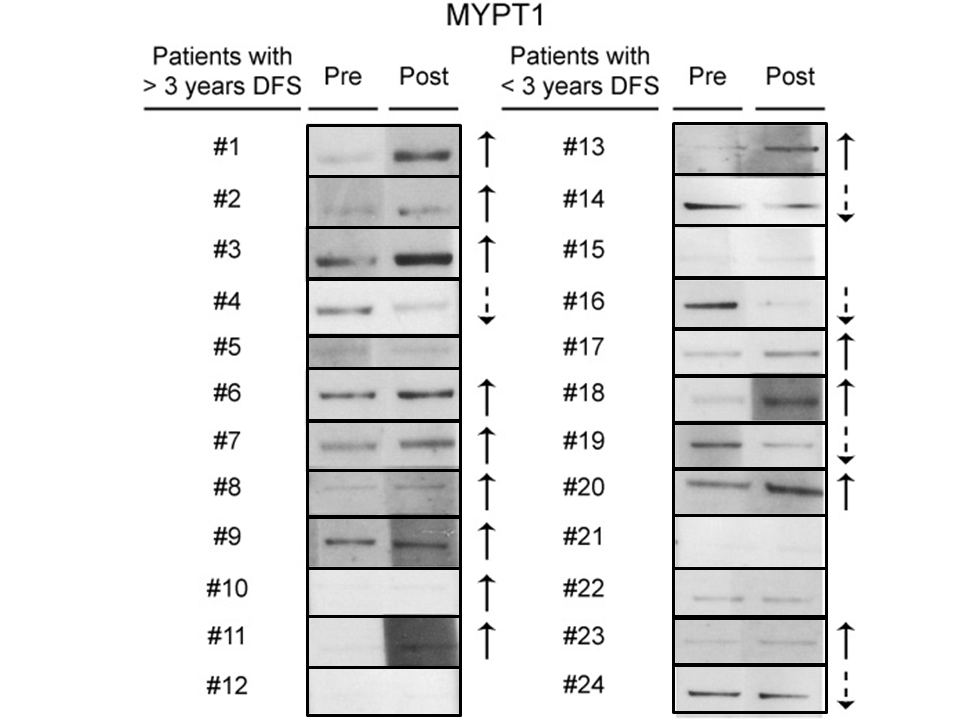 MYPT1
Patients with
> 3 years DFS
Pre
Post
#1
#2
#3
#4
#5
#6
#7
#8
#9
#10
#11
#12
Patients with
< 3 years DFS
Pre
Post
#13
#14
#15
#16
#17
#18
#19
#20
#21
#22
#23
#24